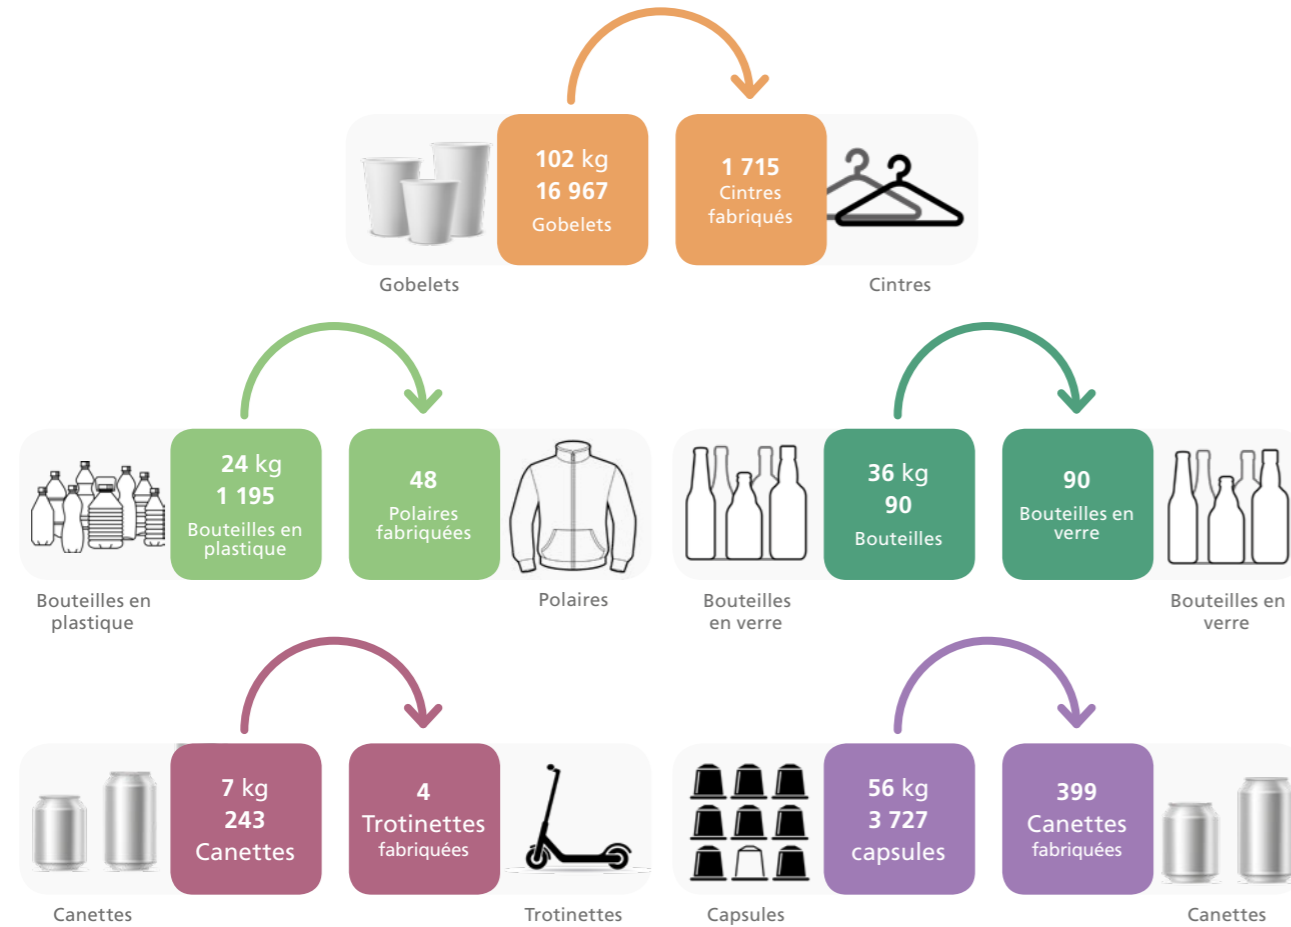 102 kg
16 967
Gobelets
1 715
Cintres
fabriqués
Gobelets
Cintres
24 kg
1 195
Bouteilles en
plastique
48
Polaires
fabriquées
36 kg
90
Bouteilles
90
Bouteilles en
verre
Bouteilles en
plastique
Polaires
Bouteilles
en verre
Bouteilles en
verre
7 kg
243
Canettes
4
Trotinettes
fabriquées
56 kg
3 727
capsules
399
Canettes
fabriquées
Canettes
Trotinettes
Capsules
Canettes